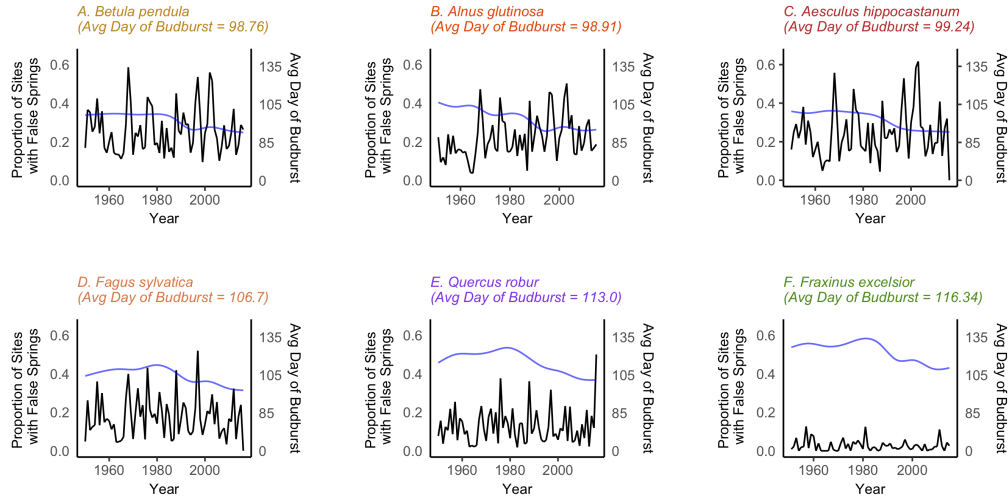 A. Betula pendula
(Avg Day of Budburst = 98.76)
B. Alnus glutinosa
(Avg Day of Budburst = 98.91)
C. Aesculus hippocastanum
(Avg Day of Budburst = 99.24)
Proportion of Sites
with False Springs
0.6
0.4
0.2
0.0
135
105
85
0
Avg Day of Budburst
1960
1980
2000
Year
Proportion of Sites
with False Springs
0.6
0.4
0.2
0.0
135
105
85
0
Avg Day of Budburst
1960
1980
2000
Year
Proportion of Sites
with False Springs
0.6
0.4
0.2
0.0
135
105
85
0
Avg Day of Budburst
1960
1980
2000
Year
D. Fagus sylvatica
(Avg Day of Budburst = 106.7)
E. Quercus robur
(Avg Day of Budburst = 113.0)
F. Fraxinus excelsior
(Avg Day of Budburst = 116.34)
Proportion of Sites
with False Springs
0.6
0.4
0.2
0.0
135
105
85
0
Avg Day of Budburst
1960
1980
2000
Year
Proportion of Sites
with False Springs
0.6
0.4
0.2
0.0
135
105
85
0
Avg Day of Budburst
1960
1980
2000
Year
Proportion of Sites
with False Springs
0.6
0.4
0.2
0.0
135
105
85
0
Avg Day of Budburst
1960
1980
2000
Year